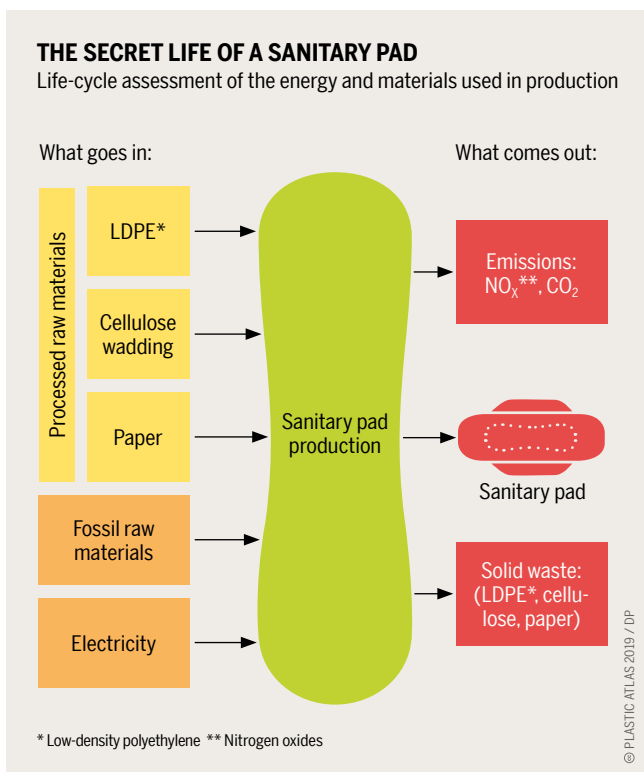 THE SECRET LIFE OF A SANITARY PAD
Life-cycle assessment of the energy and materials used in production
What goes in:
What comes out:
Processed raw materials
LDPE*
Cellulose
wadding
Paper
Fossil raw
materials
Electricity
Sanitary pad
production
Emissions:
NOₓ**, CO₂
Sanitary pad
Solid waste:
(LDPE*, cellu-
lose, paper)
* Low-density polyethylene ** Nitrogen oxides
PLASTIC ATLAS 2019 / DP